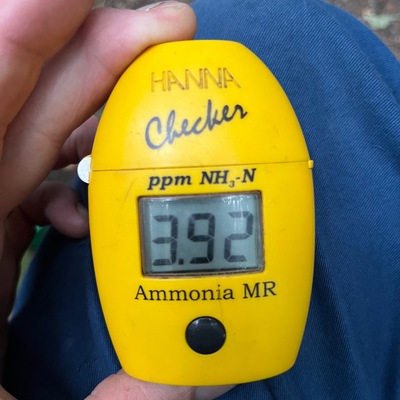 HANNA
Checker
ppm NH₃-N
3.92
Ammonia MR